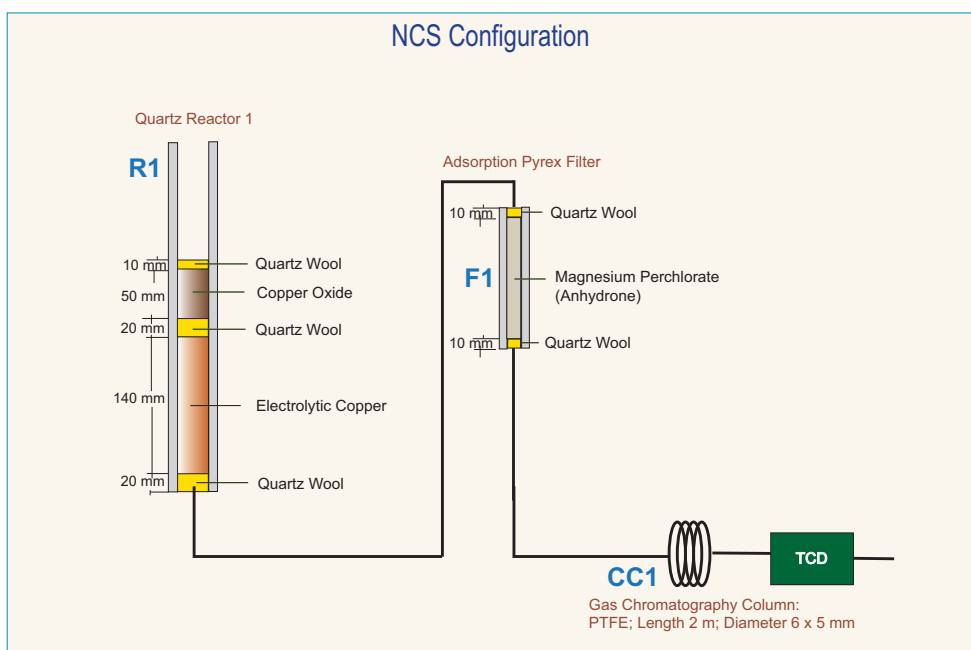 NCS Configuration
Quartz Reactor 1
R1
10 mm
Quartz Wool
50 mm
Copper Oxide
20 mm
Quartz Wool
140 mm
Electrolytic Copper
20 mm
Quartz Wool
Adsorption Pyrex Filter
10 mm
Quartz Wool
F1
Magnesium Perchlorate
(Anhydrone)
10 mm
Quartz Wool
CC1
TCD
Gas Chromatography Column:
PTFE; Length 2 m; Diameter 6 x 5 mm